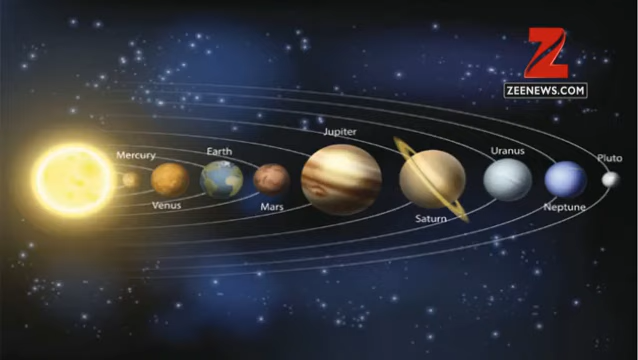 Z
ZEENEWS.COM
Jupiter
Mercury
Earth
Uranus
Pluto
Venus
Mars
Saturn
Neptune